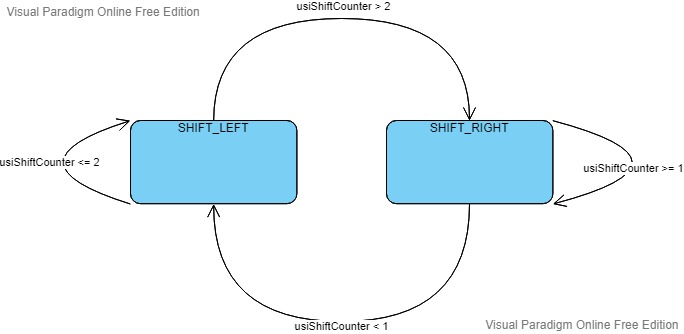 usiShiftCounter > 2
Visual Paradigm Online Free Edition
SHIFT_LEFT
SHIFT_RIGHT
usiShiftCounter <= 2
usiShiftCounter >= 1
usiShiftCounter < 1
Visual Paradigm Online Free Edition